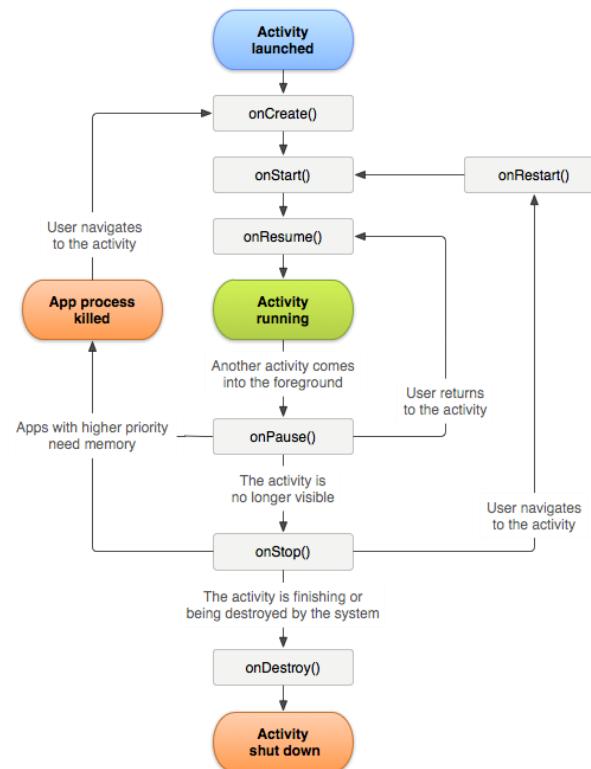 Activity
launched
onCreate()
onStart()
onRestart()
User navigates
to the activity
onResume()
App process
killed
Activity
running
Another activity comes
into the foreground
User returns
to the activity
Apps with higher priority
need memory
onPause()
The activity is
no longer visible
User navigates
to the activity
onStop()
The activity is finishing or
being destroyed by the system
onDestroy()
Activity
shut down